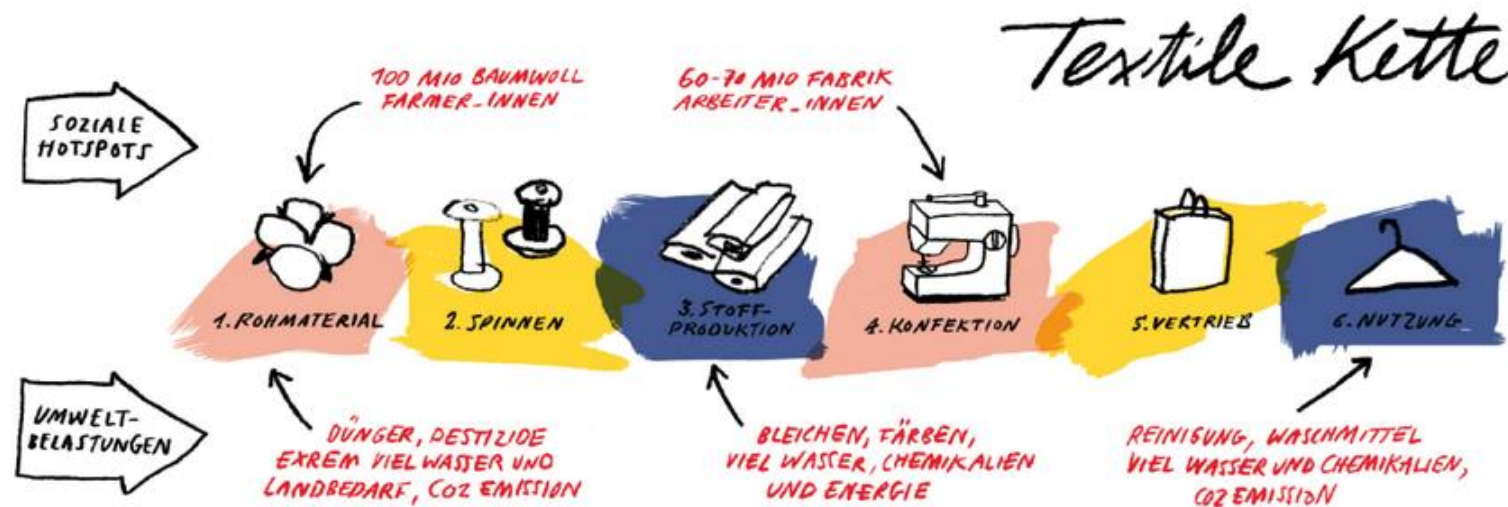 Textile Kette
SOZIALE
HOTSPOTS
100 MIO BAUMWOLL
FARMER_INNEN
60-70 MIO FABRIK
ARBEITER_INNEN
1. ROHMATERIAL
2. SPINNEN
3. STOFF-
PRODUKTION
4. KONFEKTION
5. VERTRIEB
6. NUTZUNG
UMWELT-
BELASTUNGEN
DÜNGER, PESTIZIDE
EXREM VIEL WASSER UND
LANDBEDARF, CO2 EMISSION
BLEICHEN, FÄRBEN,
VIEL WASSER, CHEMIKALIEN
UND ENERGIE
REINIGUNG, WASCHMITTEL
VIEL WASSER UND CHEMIKALIEN,
CO2 EMISSION